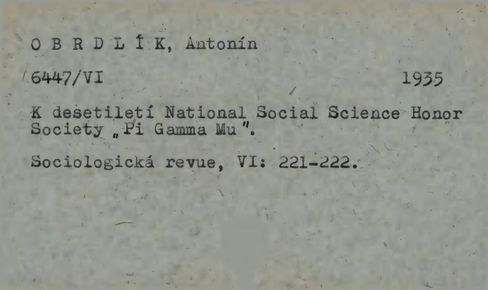 O B R D L Í K, Antonín
6447/VI 1935
K desetiletí National Social Science Honor
Society „Pi Gamma Mu".
Sociologická revue, VI: 221-222.